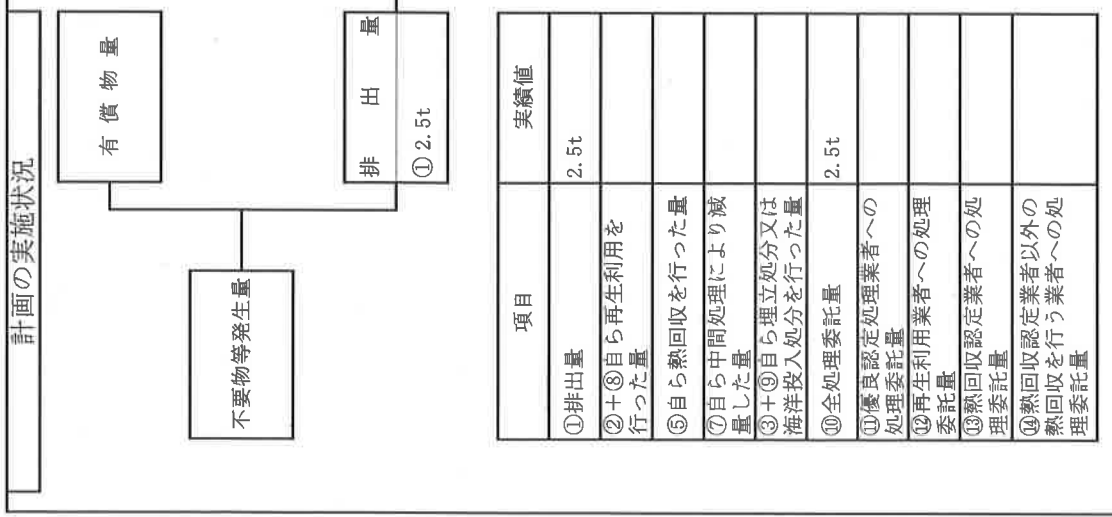 計画の実施状況
有償物量
不要物等発生量
排出量
①2.5t
項目
実績値
①排出量
2.5t
②+⑧自ら再生利用を
行った量
⑤自ら熱回収を行った量
⑦自ら中間処理により減
量した量
③+⑨自ら埋立処分又は
海洋投入処分を行った量
⑩全処理委託量
2.5t
⑪優良認定処理業者への
処理委託量
⑫再生利用業者への処理
委託量
⑬熱回収認定業者への処
理委託量
⑭熱回収認定業者以外の
熱回収を行う業者への処
理委託量